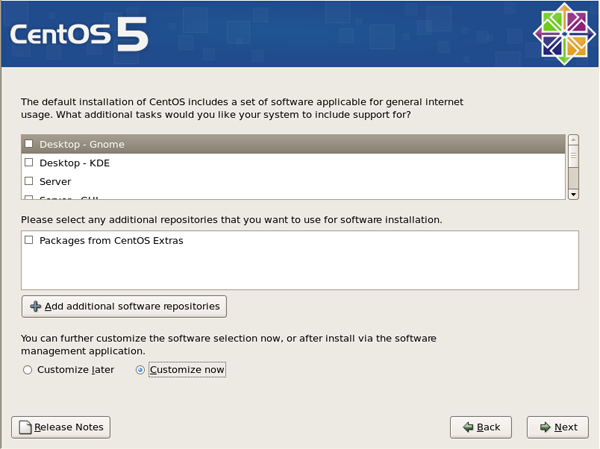 CentOS 5
The default installation of CentOS includes a set of software applicable for general internet
usage. What additional tasks would you like your system to include support for?
Desktop - Gnome
Desktop - KDE
Server
Server - GUI
Please select any additional repositories that you want to use for software installation.
Packages from CentOS Extras
Add additional software repositories
You can further customize the software selection now, or after install via the software
management application.
Customize later
Customize now
Release Notes
Back
Next